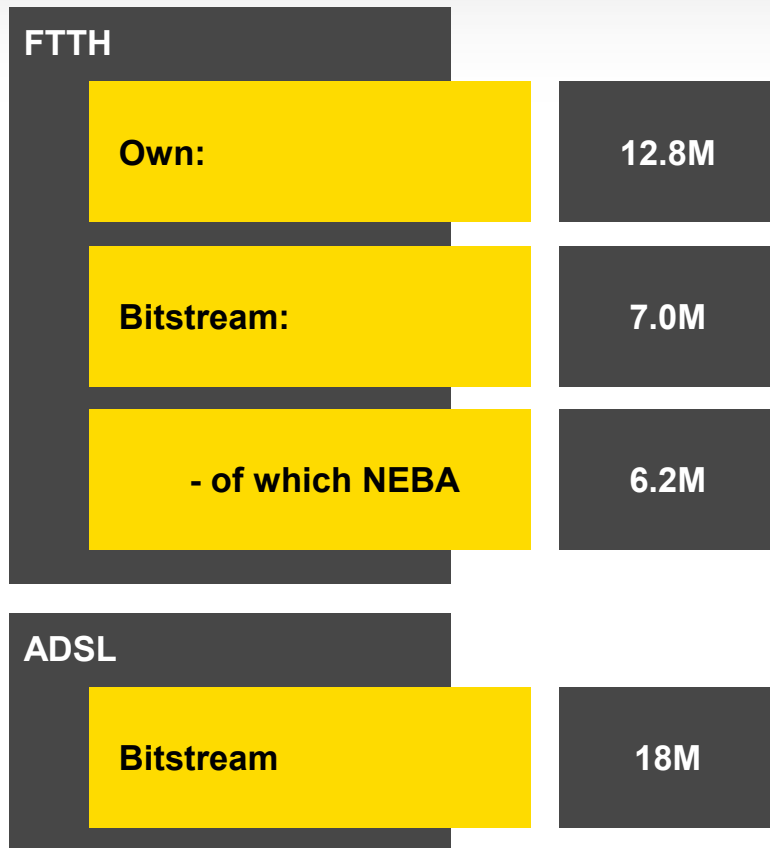 FTTH
Own: 12.8M
Bitstream: 7.0M
- of which NEBA 6.2M
ADSL
Bitstream 18M